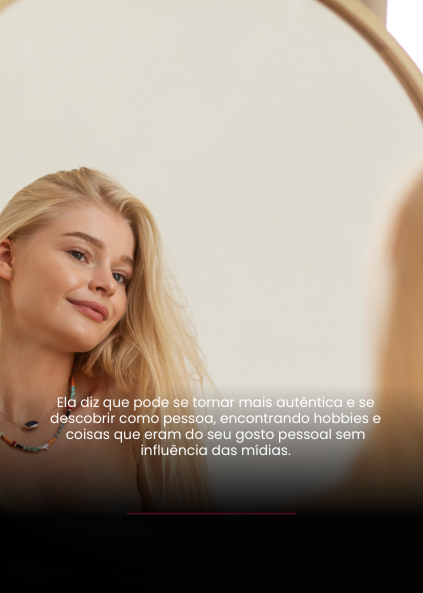 Ela diz que pode se tornar mais autêntica e se
descobrir como pessoa, encontrando hobbies e
coisas que eram do seu gosto pessoal sem
influência das mídias.